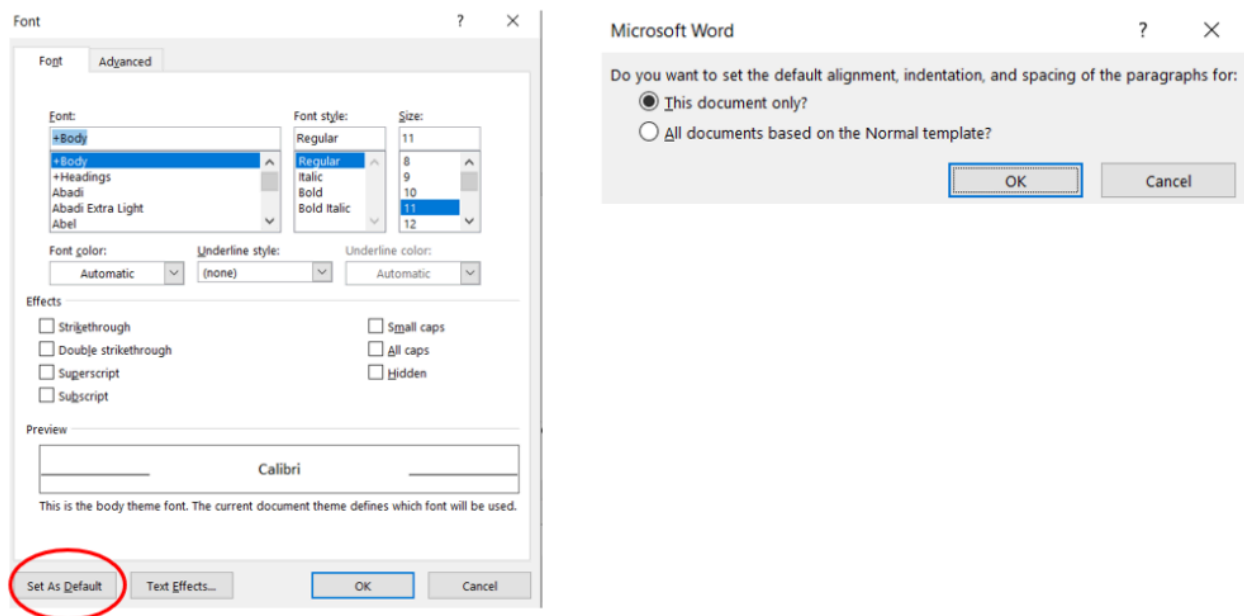 Font ? ×
Font Advanced
Font: Font style: Size:
+Body Regular 11
+Body Regular 8
+Headings Italic 9
Abadi Bold 10
Abadi Extra Light Bold Italic 11
Abel 12
Font color: Underline style: Underline color:
Automatic (none) Automatic
Effects
Strikethrough Small caps
Double strikethrough All caps
Superscript Hidden
Subscript
Preview
Calibri
This is the body theme font. The current document theme defines which font will be used.
Set As Default Text Effects... OK Cancel
Microsoft Word ? ×
Do you want to set the default alignment, indentation, and spacing of the paragraphs for:
This document only?
All documents based on the Normal template?
OK Cancel